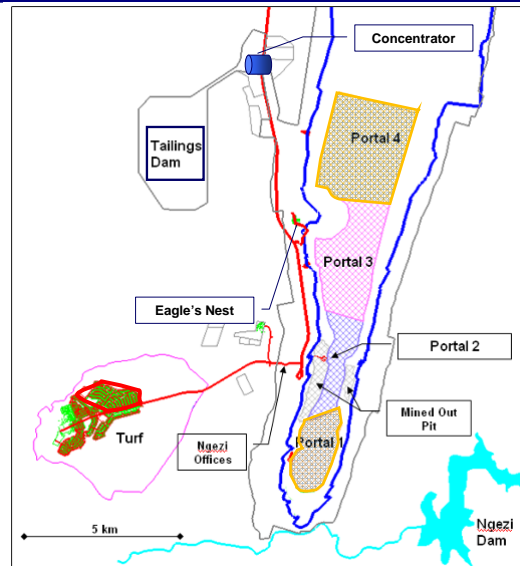 Concentrator
Portal 4
Tailings
Dam
Portal 3
Eagle's Nest
Portal 2
Mined Out
Pit
Portal 1
Turf
Ngezi
Offices
5 km
Ngezi
Dam